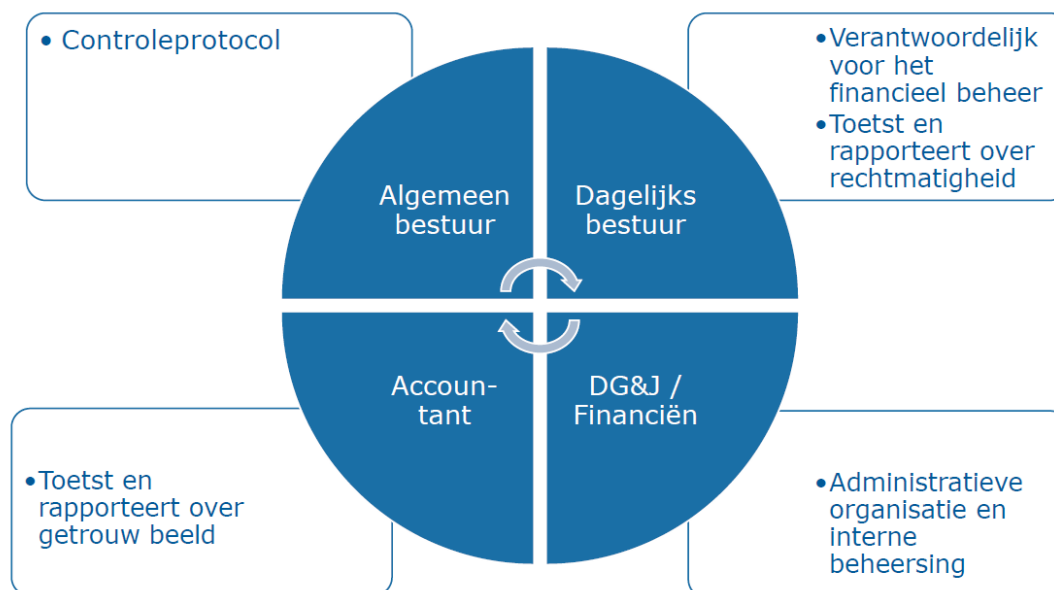 • Controleprotocol
• Verantwoordelijk
voor het
financieel beheer
• Toetst en
rapporteert over
rechtmatigheid
Algemeen
bestuur
Dagelijks
bestuur
Accoun-
tant
DG&J /
Financiën
• Toetst en
rapporteert over
getrouw beeld
• Administratieve
organisatie en
interne
beheersing